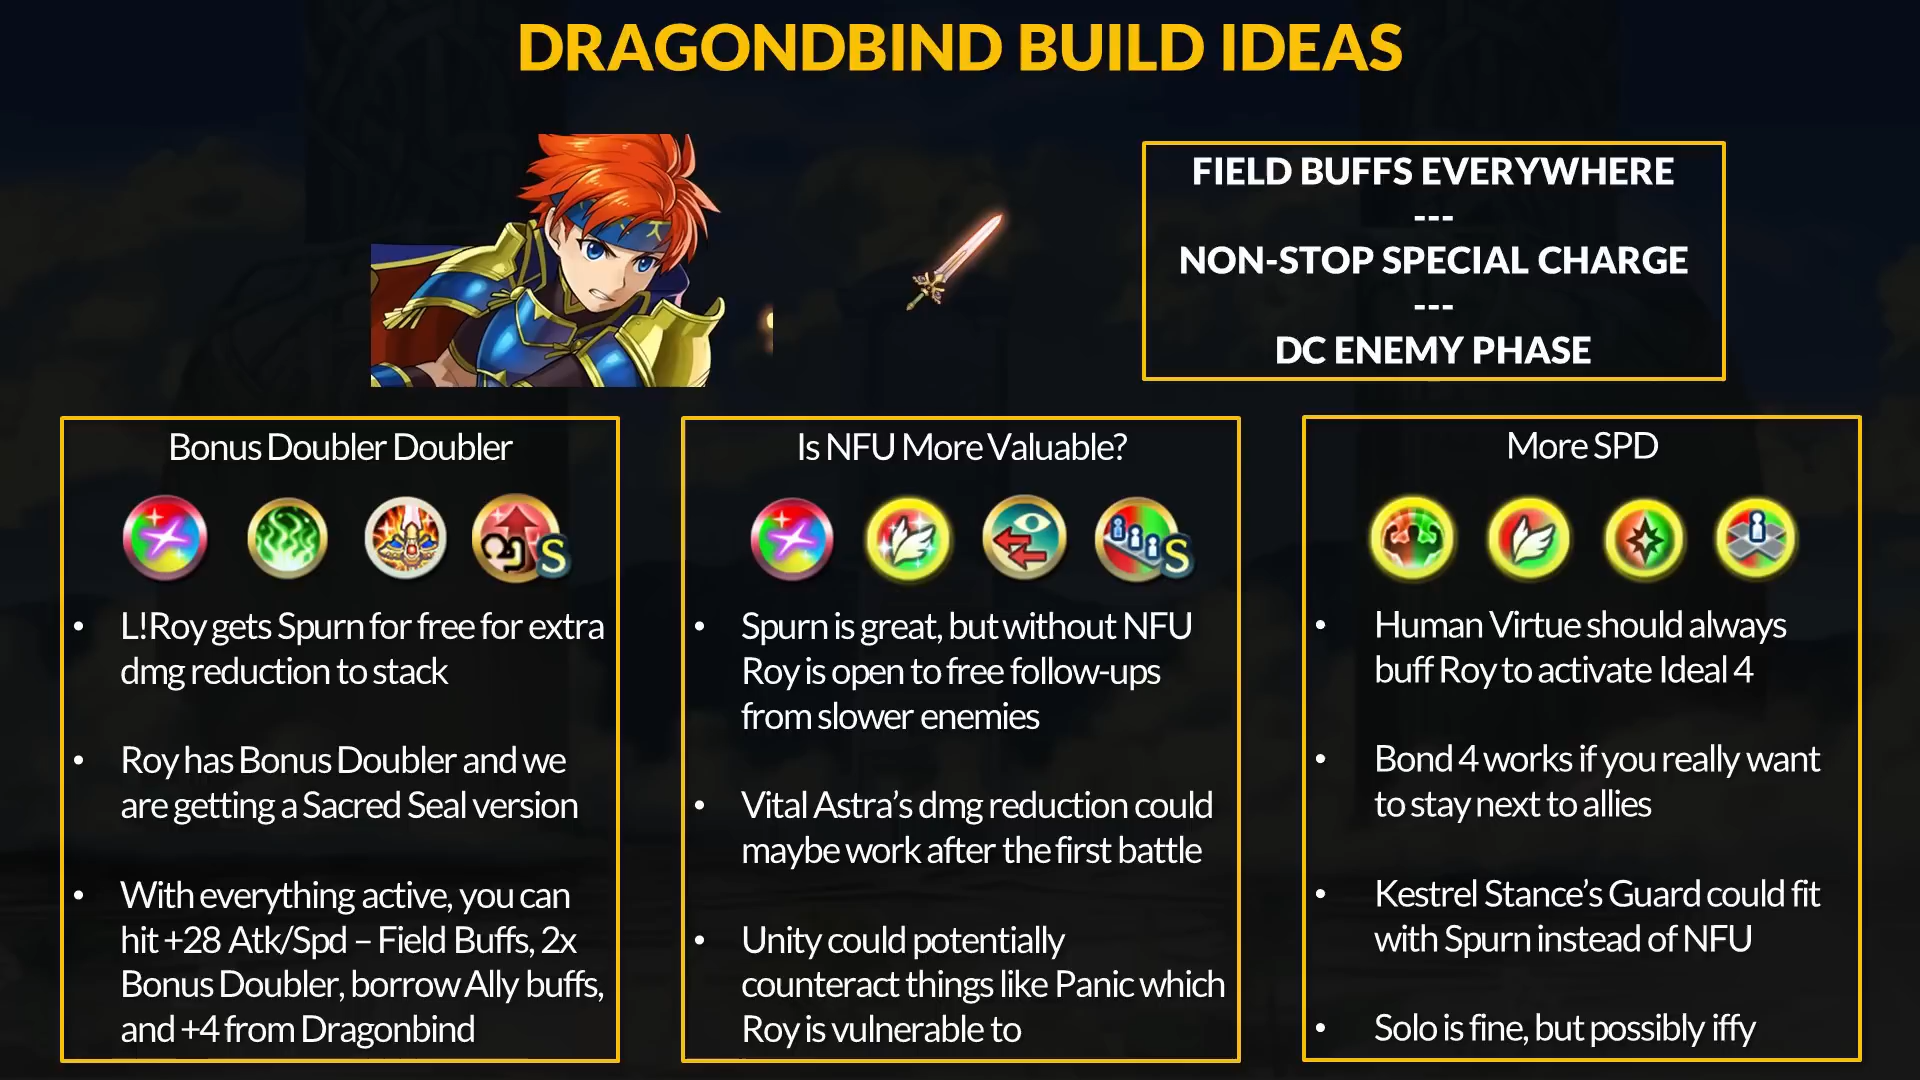 DRAGONDBIND BUILD IDEAS
FIELD BUFFS EVERYWHERE
---
NON-STOP SPECIAL CHARGE
---
DC ENEMY PHASE
Bonus Doubler Doubler
S
• L!Roy gets Spurn for free for extra
dmg reduction to stack
• Roy has Bonus Doubler and we
are getting a Sacred Seal version
• With everything active, you can
hit +28 Atk/Spd – Field Buffs, 2x
Bonus Doubler, borrow Ally buffs,
and +4 from Dragonbind
Is NFU More Valuable?
S
• Spurn is great, but without NFU
Roy is open to free follow-ups
from slower enemies
• Vital Astra’s dmg reduction could
maybe work after the first battle
• Unity could potentially
counteract things like Panic which
Roy is vulnerable to
More SPD
• Human Virtue should always
buff Roy to activate Ideal 4
• Bond 4 works if you really want
to stay next to allies
• Kestrel Stance’s Guard could fit
with Spurn instead of NFU
• Solo is fine, but possibly iffy